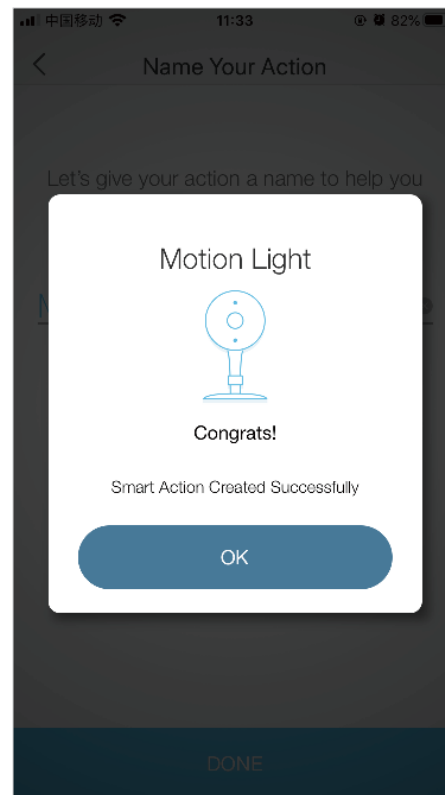 中国移动 11:33 82%
Name Your Action
Let's give your action a name to help you
Motion Light
Congrats!
Smart Action Created Successfully
OK
DONE